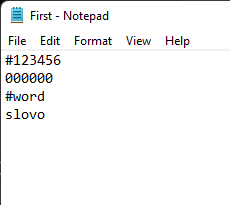 First - Notepad
File Edit Format View Help
#123456
000000
#word
slovo